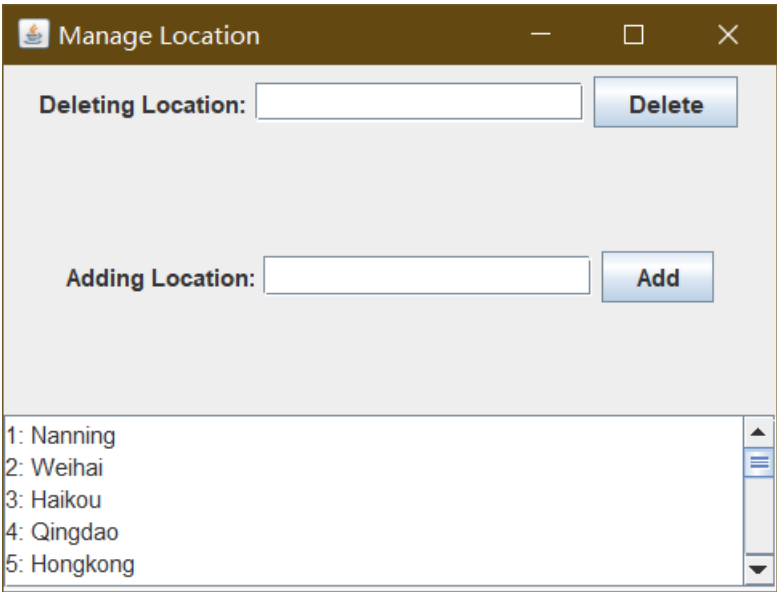 Manage Location
Deleting Location: Delete
Adding Location: Add
1: Nanning
2: Weihai
3: Haikou
4: Qingdao
5: Hongkong